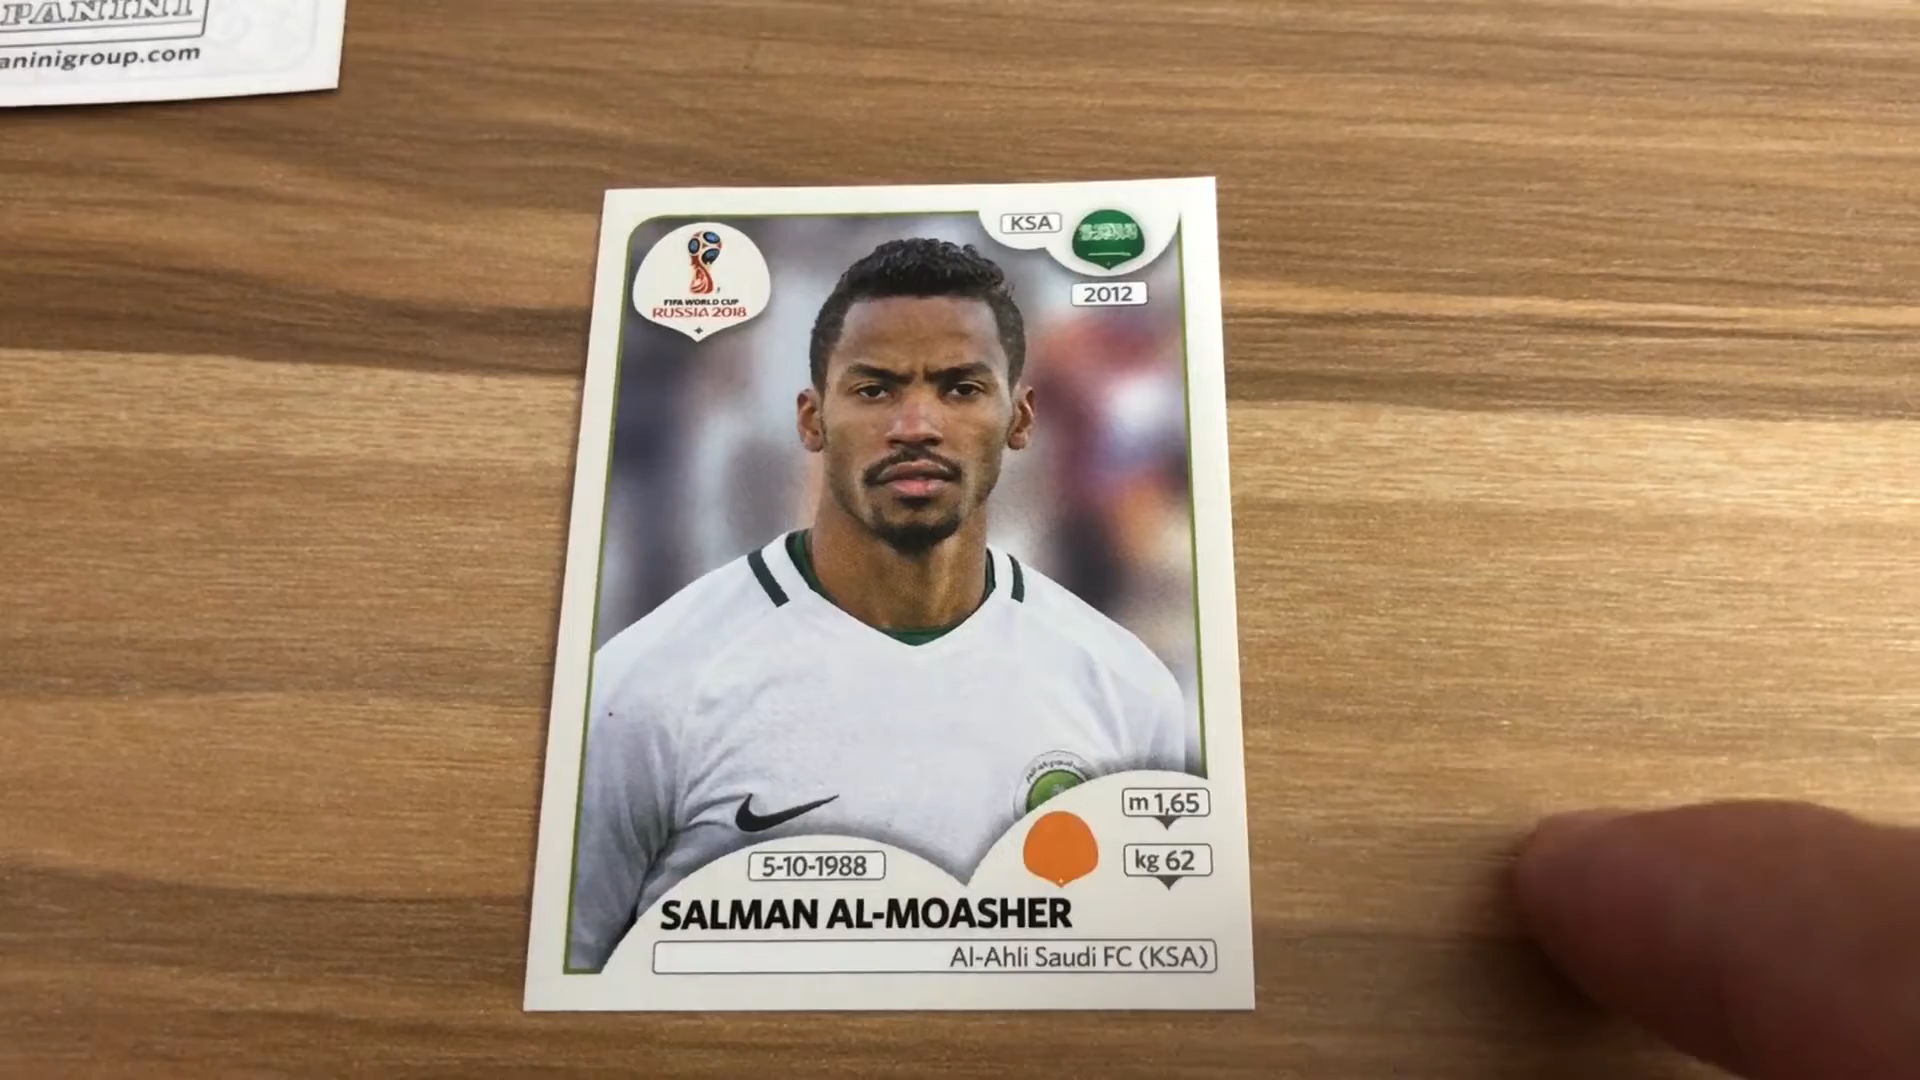 PANINI
aninigroup.com
KSA
2012
FIFA WORLD CUP
RUSSIA 2018
m 1,65
kg 62
5-10-1988
SALMAN AL-MOASHER
Al-Ahli Saudi FC (KSA)